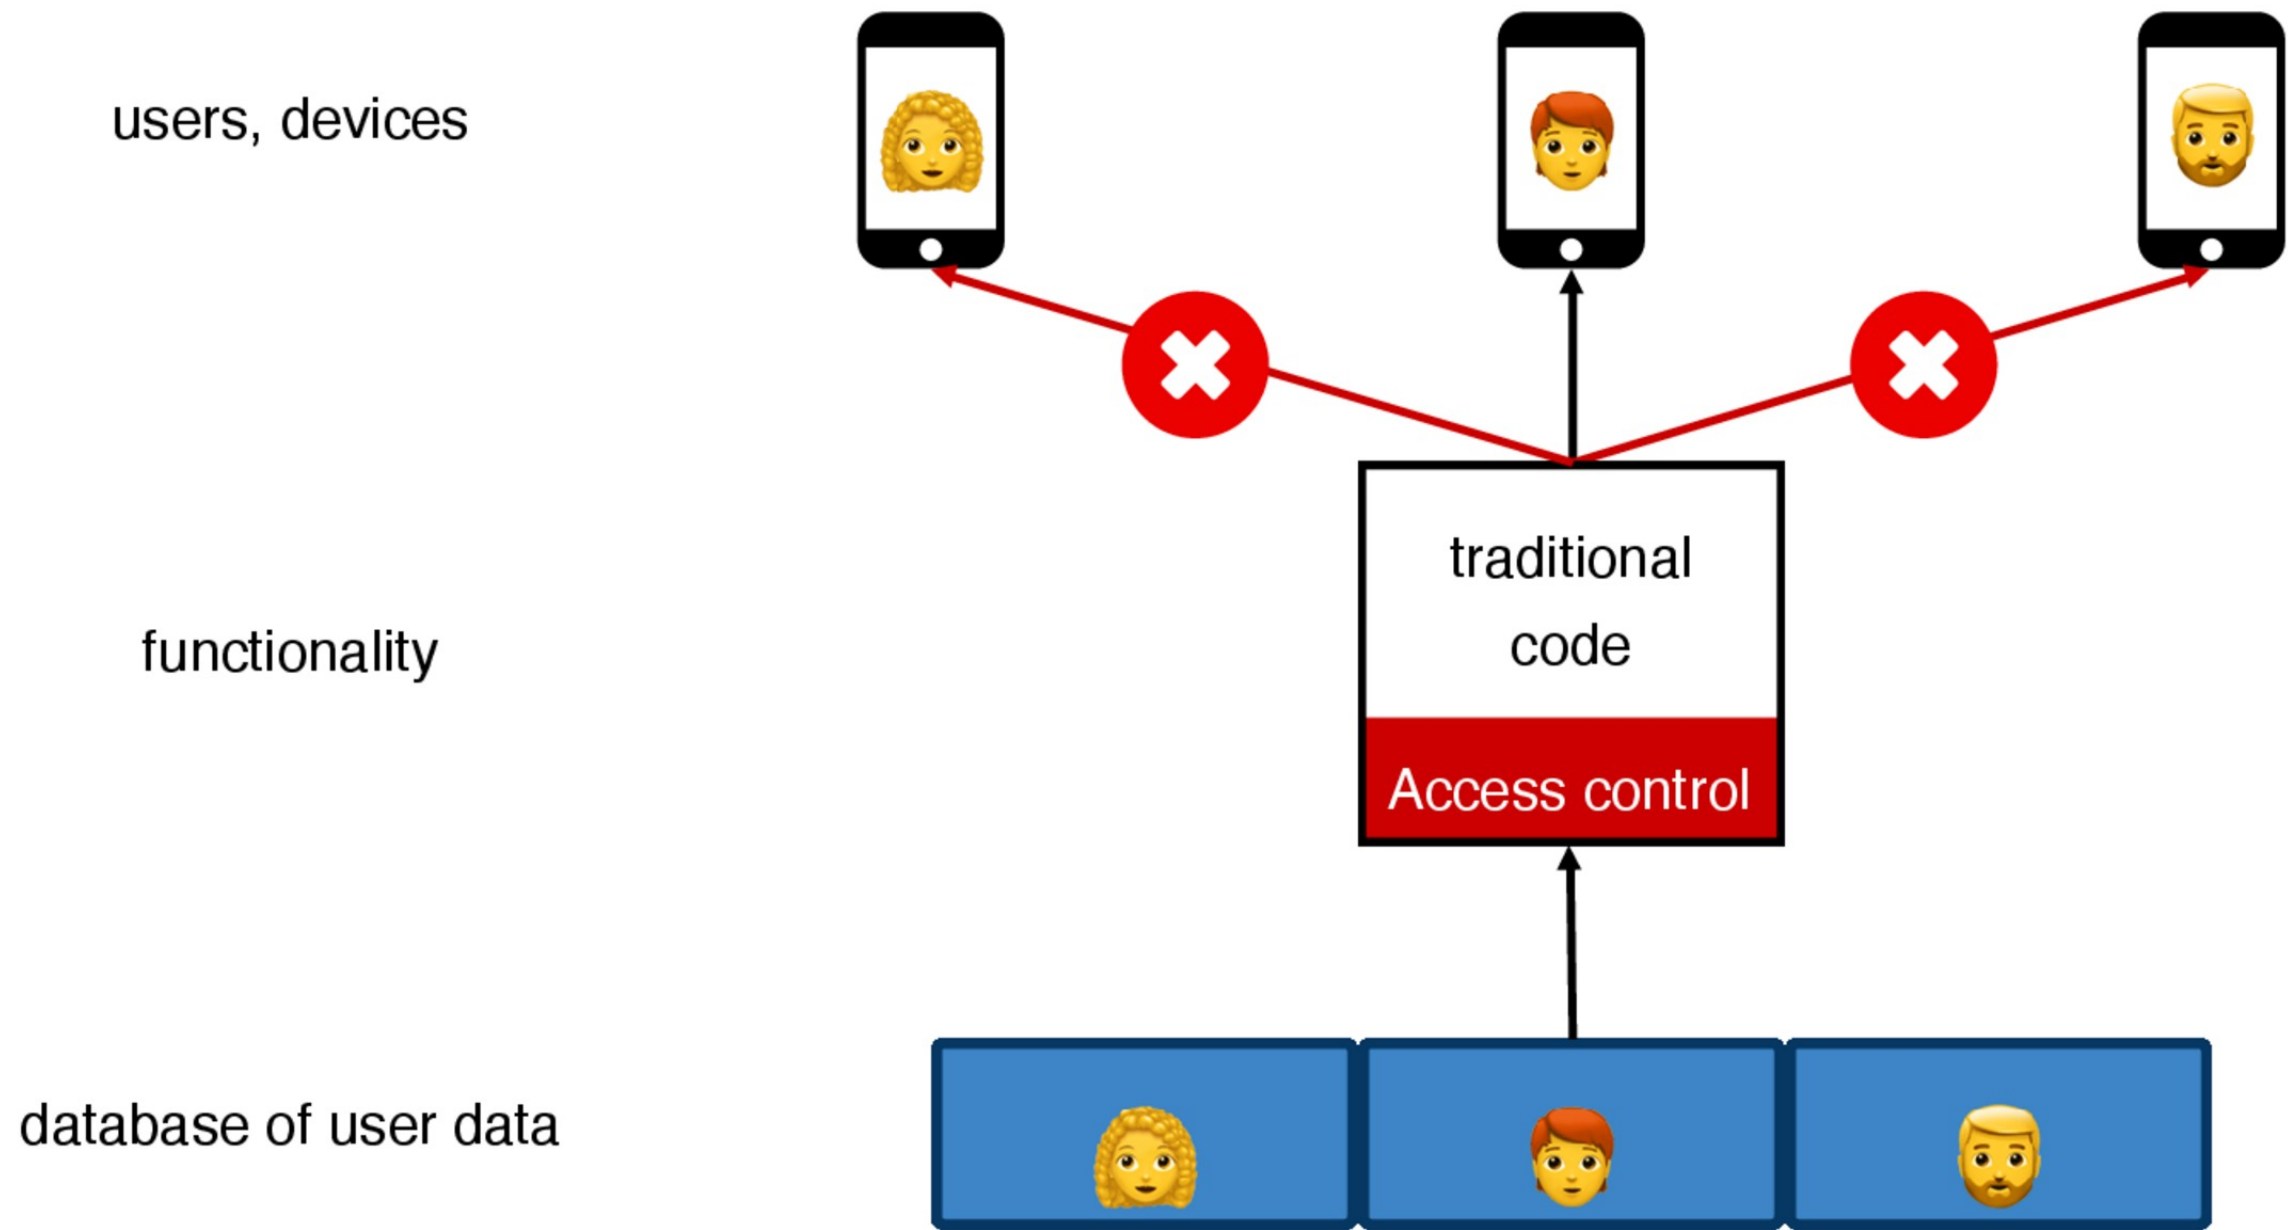 users, devices
functionality
traditional
code
Access control
database of user data